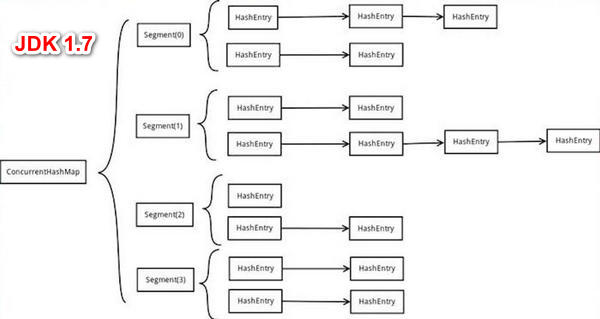 JDK 1.7
ConcurrentHashMap
Segment(0)
HashEntry HashEntry HashEntry
HashEntry HashEntry
Segment(1)
HashEntry HashEntry
HashEntry HashEntry HashEntry HashEntry
Segment(2)
HashEntry
HashEntry HashEntry
Segment(3)
HashEntry HashEntry
HashEntry HashEntry